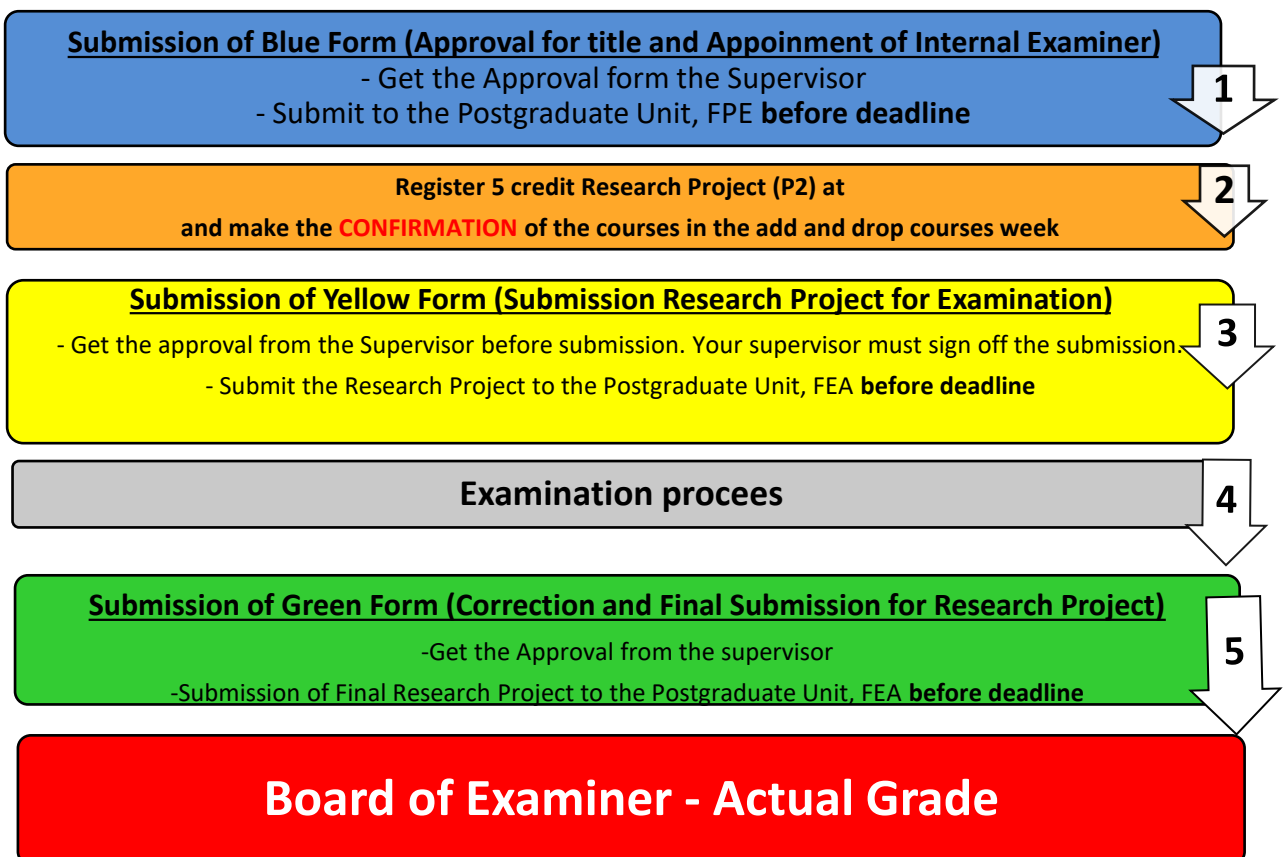 Submission of Blue Form (Approval for title and Appoinment of Internal Examiner)
- Get the Approval form the Supervisor
- Submit to the Postgraduate Unit, FPE before deadline
1
Register 5 credit Research Project (P2) at
and make the CONFIRMATION of the courses in the add and drop courses week
2
Submission of Yellow Form (Submission Research Project for Examination)
- Get the approval from the Supervisor before submission. Your supervisor must sign off the submission.
- Submit the Research Project to the Postgraduate Unit, FEA before deadline
3
Examination procees
4
Submission of Green Form (Correction and Final Submission for Research Project)
-Get the Approval from the supervisor
-Submission of Final Research Project to the Postgraduate Unit, FEA before deadline
5
Board of Examiner - Actual Grade